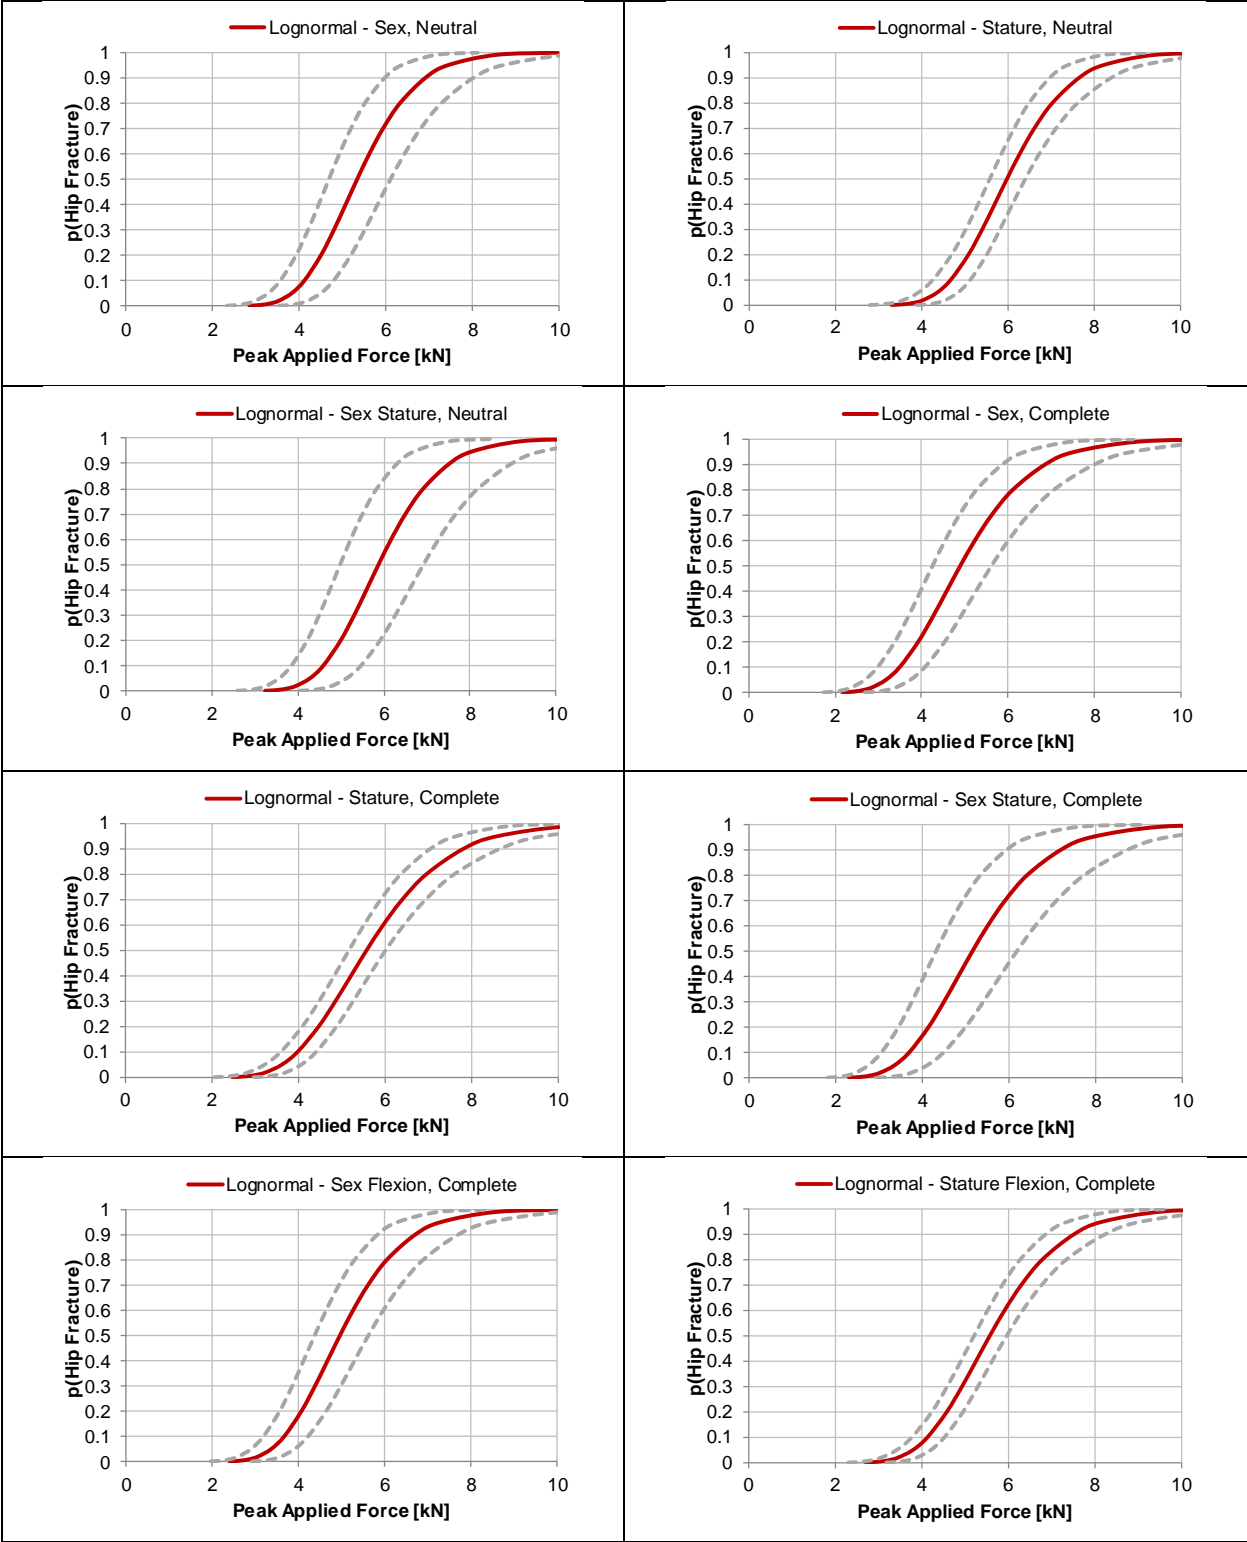 Lognormal - Sex, Neutral
p(Hip Fracture)
1
0.9
0.8
0.7
0.6
0.5
0.4
0.3
0.2
0.1
0
0 2 4 6 8 10
Peak Applied Force [kN]
Lognormal - Stature, Neutral
p(Hip Fracture)
1
0.9
0.8
0.7
0.6
0.5
0.4
0.3
0.2
0.1
0
0 2 4 6 8 10
Peak Applied Force [kN]
Lognormal - Sex Stature, Neutral
p(Hip Fracture)
1
0.9
0.8
0.7
0.6
0.5
0.4
0.3
0.2
0.1
0
0 2 4 6 8 10
Peak Applied Force [kN]
Lognormal - Sex, Complete
p(Hip Fracture)
1
0.9
0.8
0.7
0.6
0.5
0.4
0.3
0.2
0.1
0
0 2 4 6 8 10
Peak Applied Force [kN]
Lognormal - Stature, Complete
p(Hip Fracture)
1
0.9
0.8
0.7
0.6
0.5
0.4
0.3
0.2
0.1
0
0 2 4 6 8 10
Peak Applied Force [kN]
Lognormal - Sex Stature, Complete
p(Hip Fracture)
1
0.9
0.8
0.7
0.6
0.5
0.4
0.3
0.2
0.1
0
0 2 4 6 8 10
Peak Applied Force [kN]
Lognormal - Sex Flexion, Complete
p(Hip Fracture)
1
0.9
0.8
0.7
0.6
0.5
0.4
0.3
0.2
0.1
0
0 2 4 6 8 10
Peak Applied Force [kN]
Lognormal - Stature Flexion, Complete
p(Hip Fracture)
1
0.9
0.8
0.7
0.6
0.5
0.4
0.3
0.2
0.1
0
0 2 4 6 8 10
Peak Applied Force [kN]